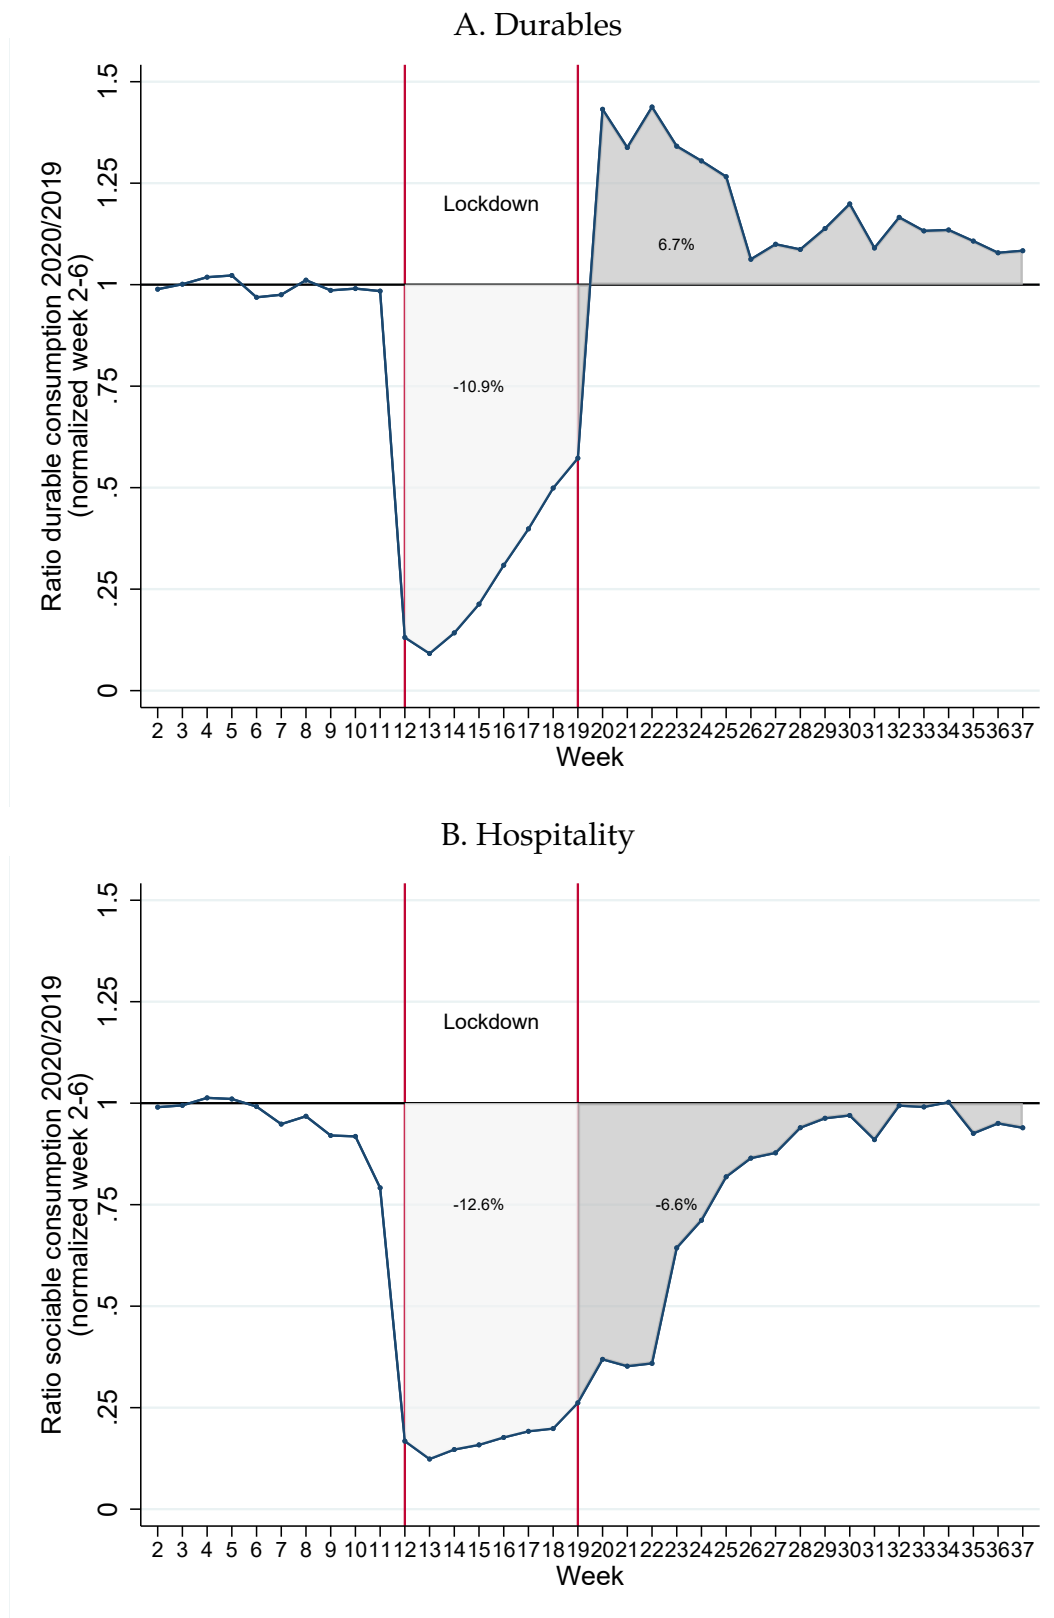 A. Durables
Ratio durable consumption 2020/2019
(normalized week 2-6)
1.5
1.25
1
.75
.5
.25
0
Lockdown
6.7%
-10.9%
2 3 4 5 6 7 8 9 10 11 12 13 14 15 16 17 18 19 20 21 22 23 24 25 26 27 28 29 30 31 32 33 34 35 36 37
Week
B. Hospitality
Ratio sociable consumption 2020/2019
(normalized week 2-6)
1.5
1.25
1
.75
.5
.25
0
Lockdown
-12.6%
-6.6%
2 3 4 5 6 7 8 9 10 11 12 13 14 15 16 17 18 19 20 21 22 23 24 25 26 27 28 29 30 31 32 33 34 35 36 37
Week